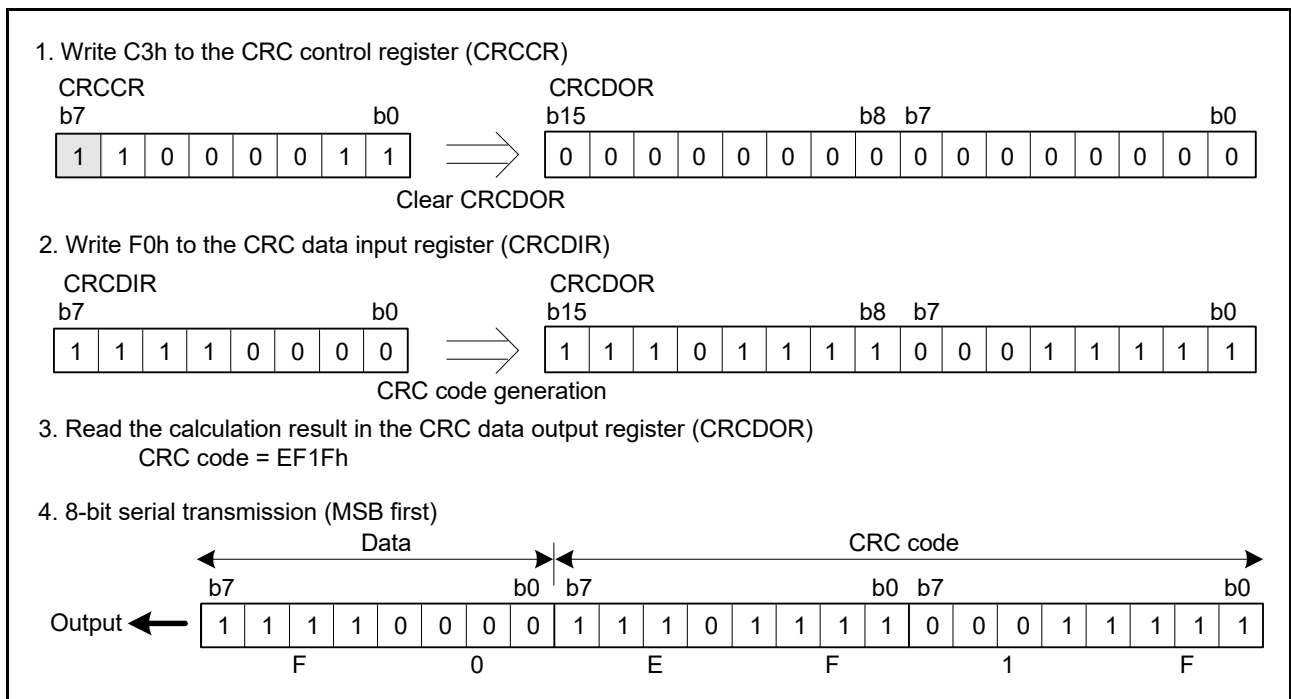 1. Write C3h to the CRC control register (CRCCR)
CRCCR CRCDOR
b7 b0 b15 b8 b7 b0
1 1 0 0 0 0 1 1 0 0 0 0 0 0 0 0 0 0 0 0 0 0 0 0
Clear CRCDOR
2. Write F0h to the CRC data input register (CRCDIR)
CRCDIR CRCDOR
b7 b0 b15 b8 b7 b0
1 1 1 1 0 0 0 0 1 1 1 0 1 1 1 1 0 0 0 1 1 1 1 1
CRC code generation
3. Read the calculation result in the CRC data output register (CRCDOR)
CRC code = EF1Fh
4. 8-bit serial transmission (MSB first)
Data CRC code
b7 b0 b7 b0 b7 b0
Output 1 1 1 1 0 0 0 0 1 1 1 0 1 1 1 1 0 0 0 1 1 1 1 1
F 0 E F 1 F